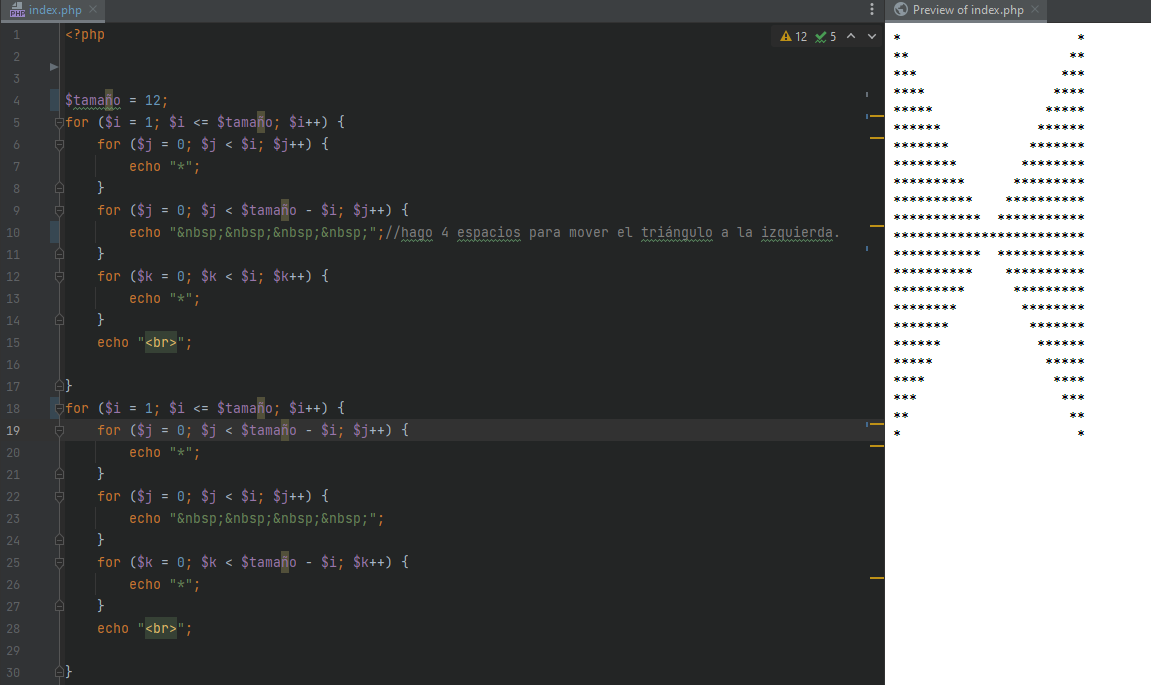 index.php
12 5
1 <?php
2
3
4 $tamaño = 12;
5 for ($i = 1; $i <= $tamaño; $i++) {
6 for ($j = 0; $j < $i; $j++) {
7 echo "*";
8 }
9 for ($j = 0; $j < $tamaño - $i; $j++) {
10 echo "&nbsp;&nbsp;&nbsp;&nbsp;";//hago 4 espacios para mover el triángulo a la izquierda.
11 }
12 for ($k = 0; $k < $i; $k++) {
13 echo "*";
14 }
15 echo "<br>";
16
17 }
18 for ($i = 1; $i <= $tamaño; $i++) {
19 for ($j = 0; $j < $tamaño - $i; $j++) {
20 echo "*";
21 }
22 for ($j = 0; $j < $i; $j++) {
23 echo "&nbsp;&nbsp;&nbsp;&nbsp;";
24 }
25 for ($k = 0; $k < $tamaño - $i; $k++) {
26 echo "*";
27 }
28 echo "<br>";
29
30 }
Preview of index.php
* *
** **
*** ***
**** ****
***** *****
****** ******
******* *******
******** ********
********* *********
********** **********
*********** ***********
************************
*********** ***********
********** **********
********* *********
******** ********
******* *******
****** ******
***** *****
**** ****
*** ***
** **
* *